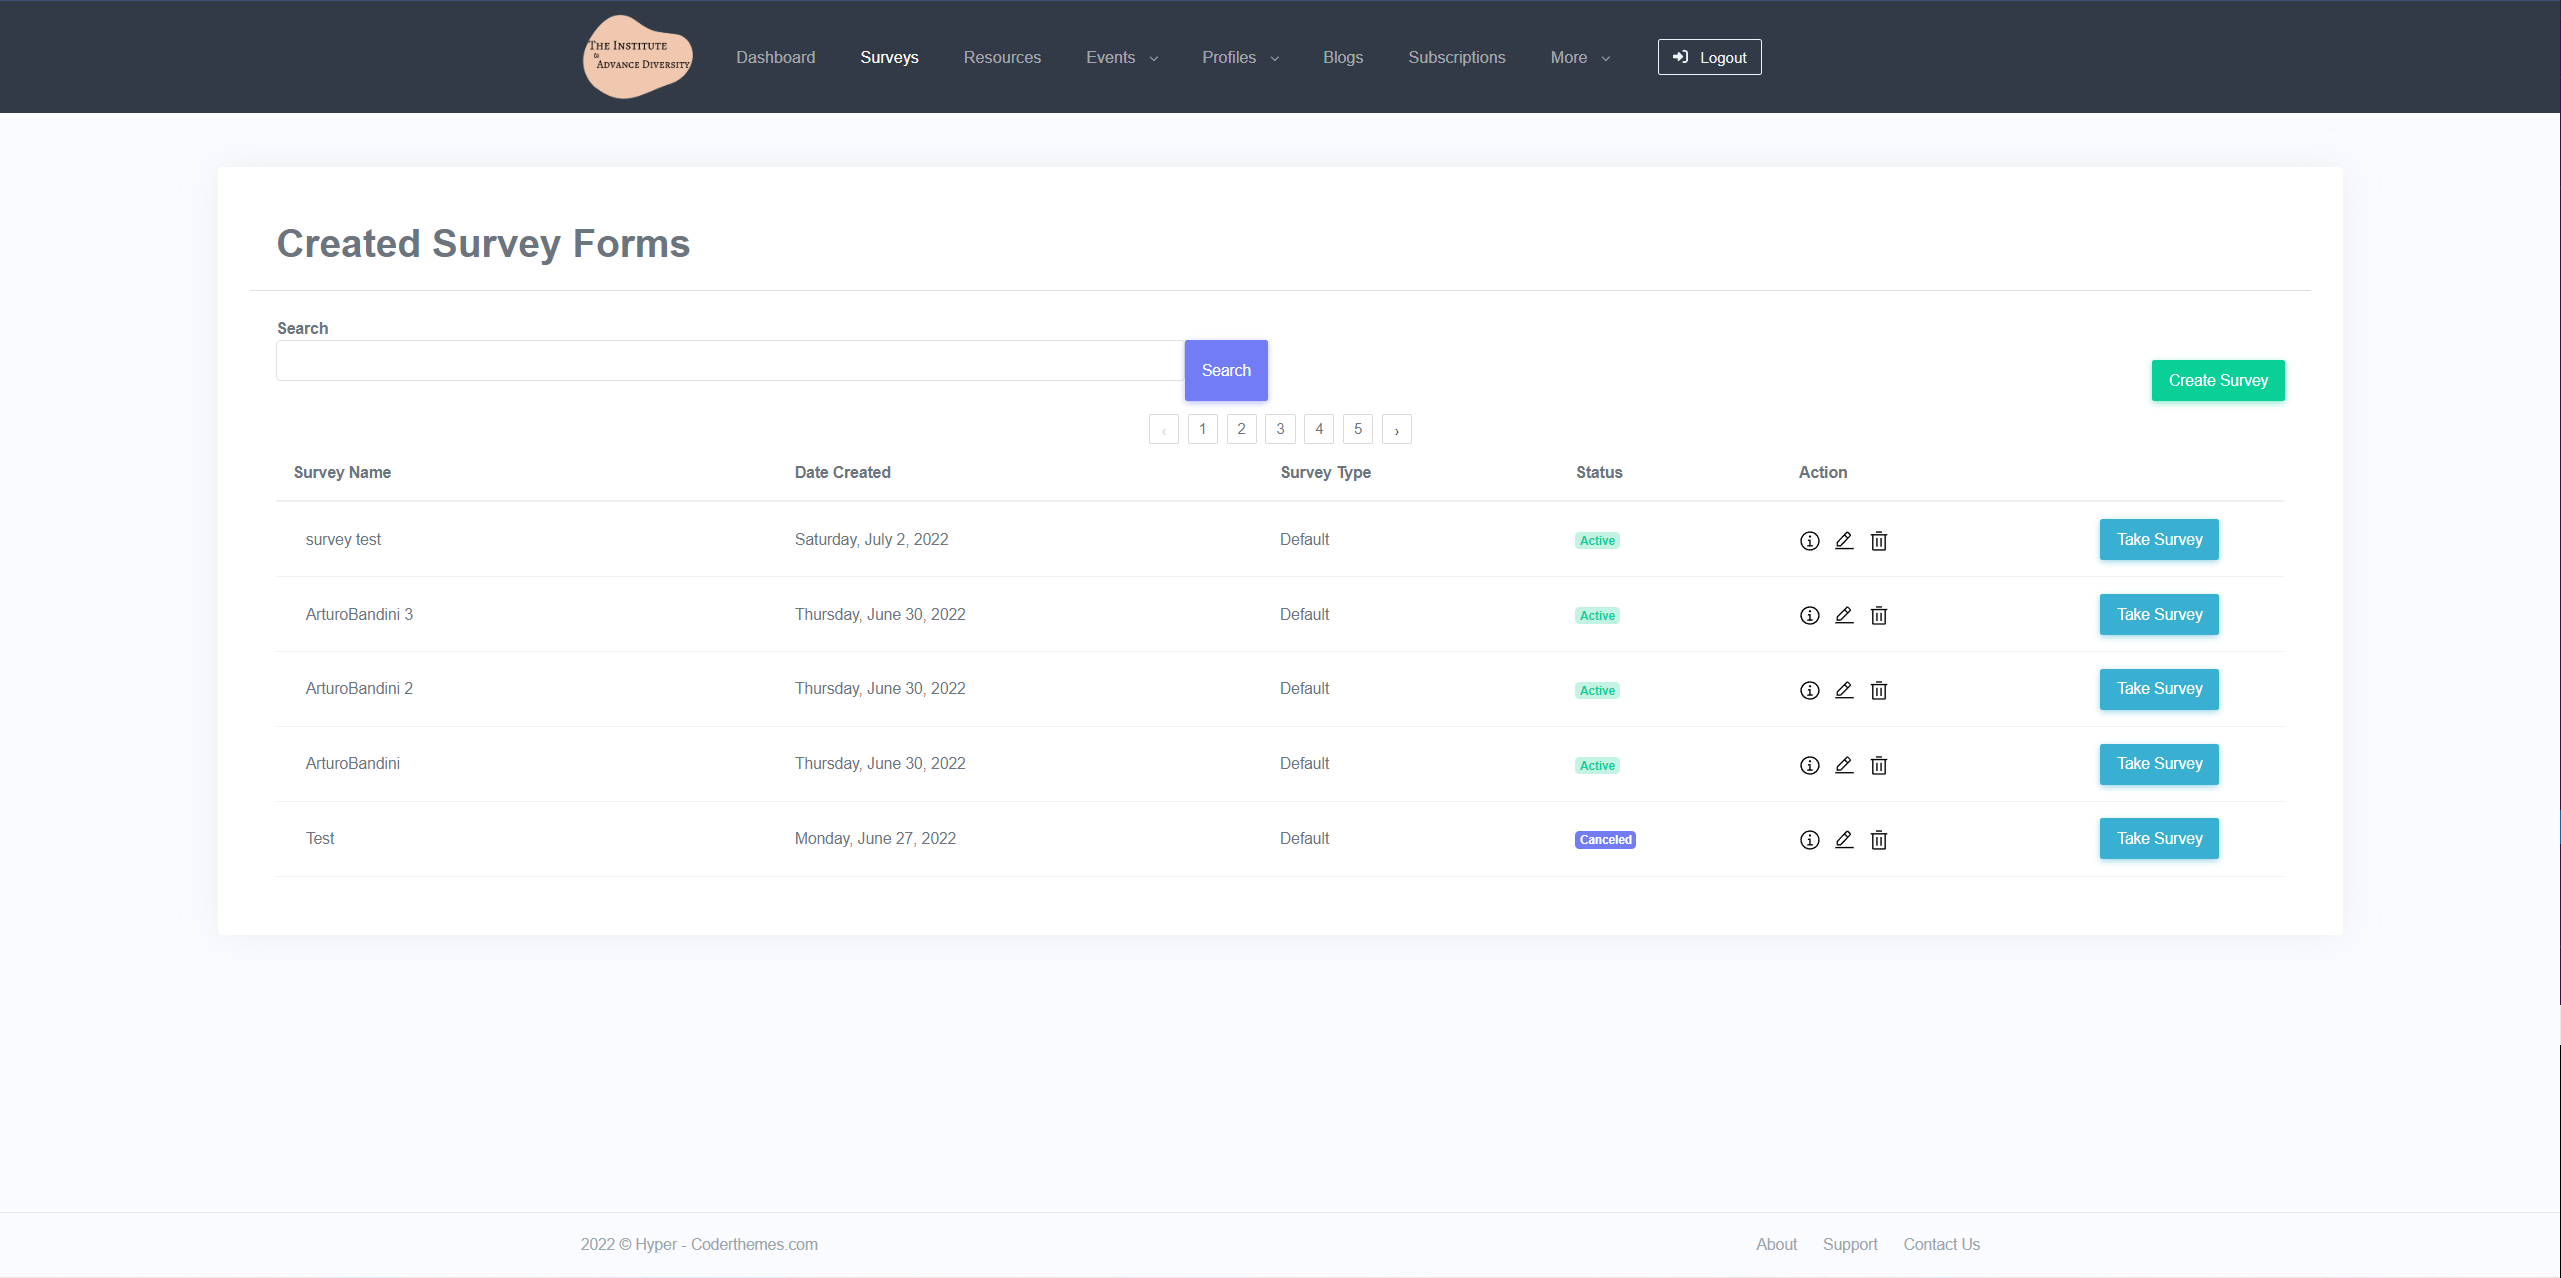 The Institute
to
Advance Diversity
Dashboard Surveys Resources Events Profiles Blogs Subscriptions More Logout
Created Survey Forms
Search
Search
Create Survey
‹ 1 2 3 4 5 ›
Survey Name Date Created Survey Type Status Action
survey test Saturday, July 2, 2022 Default Active Take Survey
ArturoBandini 3 Thursday, June 30, 2022 Default Active Take Survey
ArturoBandini 2 Thursday, June 30, 2022 Default Active Take Survey
ArturoBandini Thursday, June 30, 2022 Default Active Take Survey
Test Monday, June 27, 2022 Default Canceled Take Survey
2022 © Hyper - Coderthemes.com About Support Contact Us